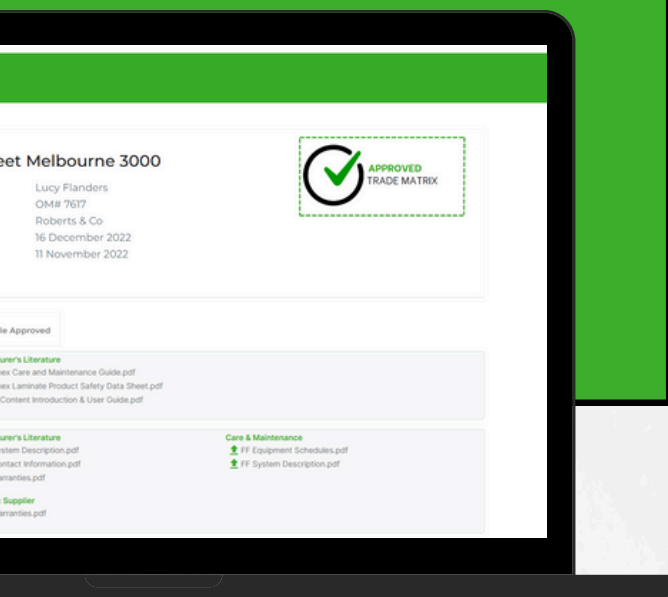 eet Melbourne 3000
APPROVED
TRADE MATRIX
Lucy Flanders
OM# 7617
Roberts & Co
16 December 2022
11 November 2022
le Approved
urer's Literature
nex Care and Maintenance Guide.pdf
nex Laminate Product Safety Data Sheet.pdf
Content Introduction & User Guide.pdf
urer's Literature
ystem Description.pdf
ontact Information.pdf
arranties.pdf
Care & Maintenance
FF Equipment Schedules.pdf
FF System Description.pdf
Supplier
arranties.pdf